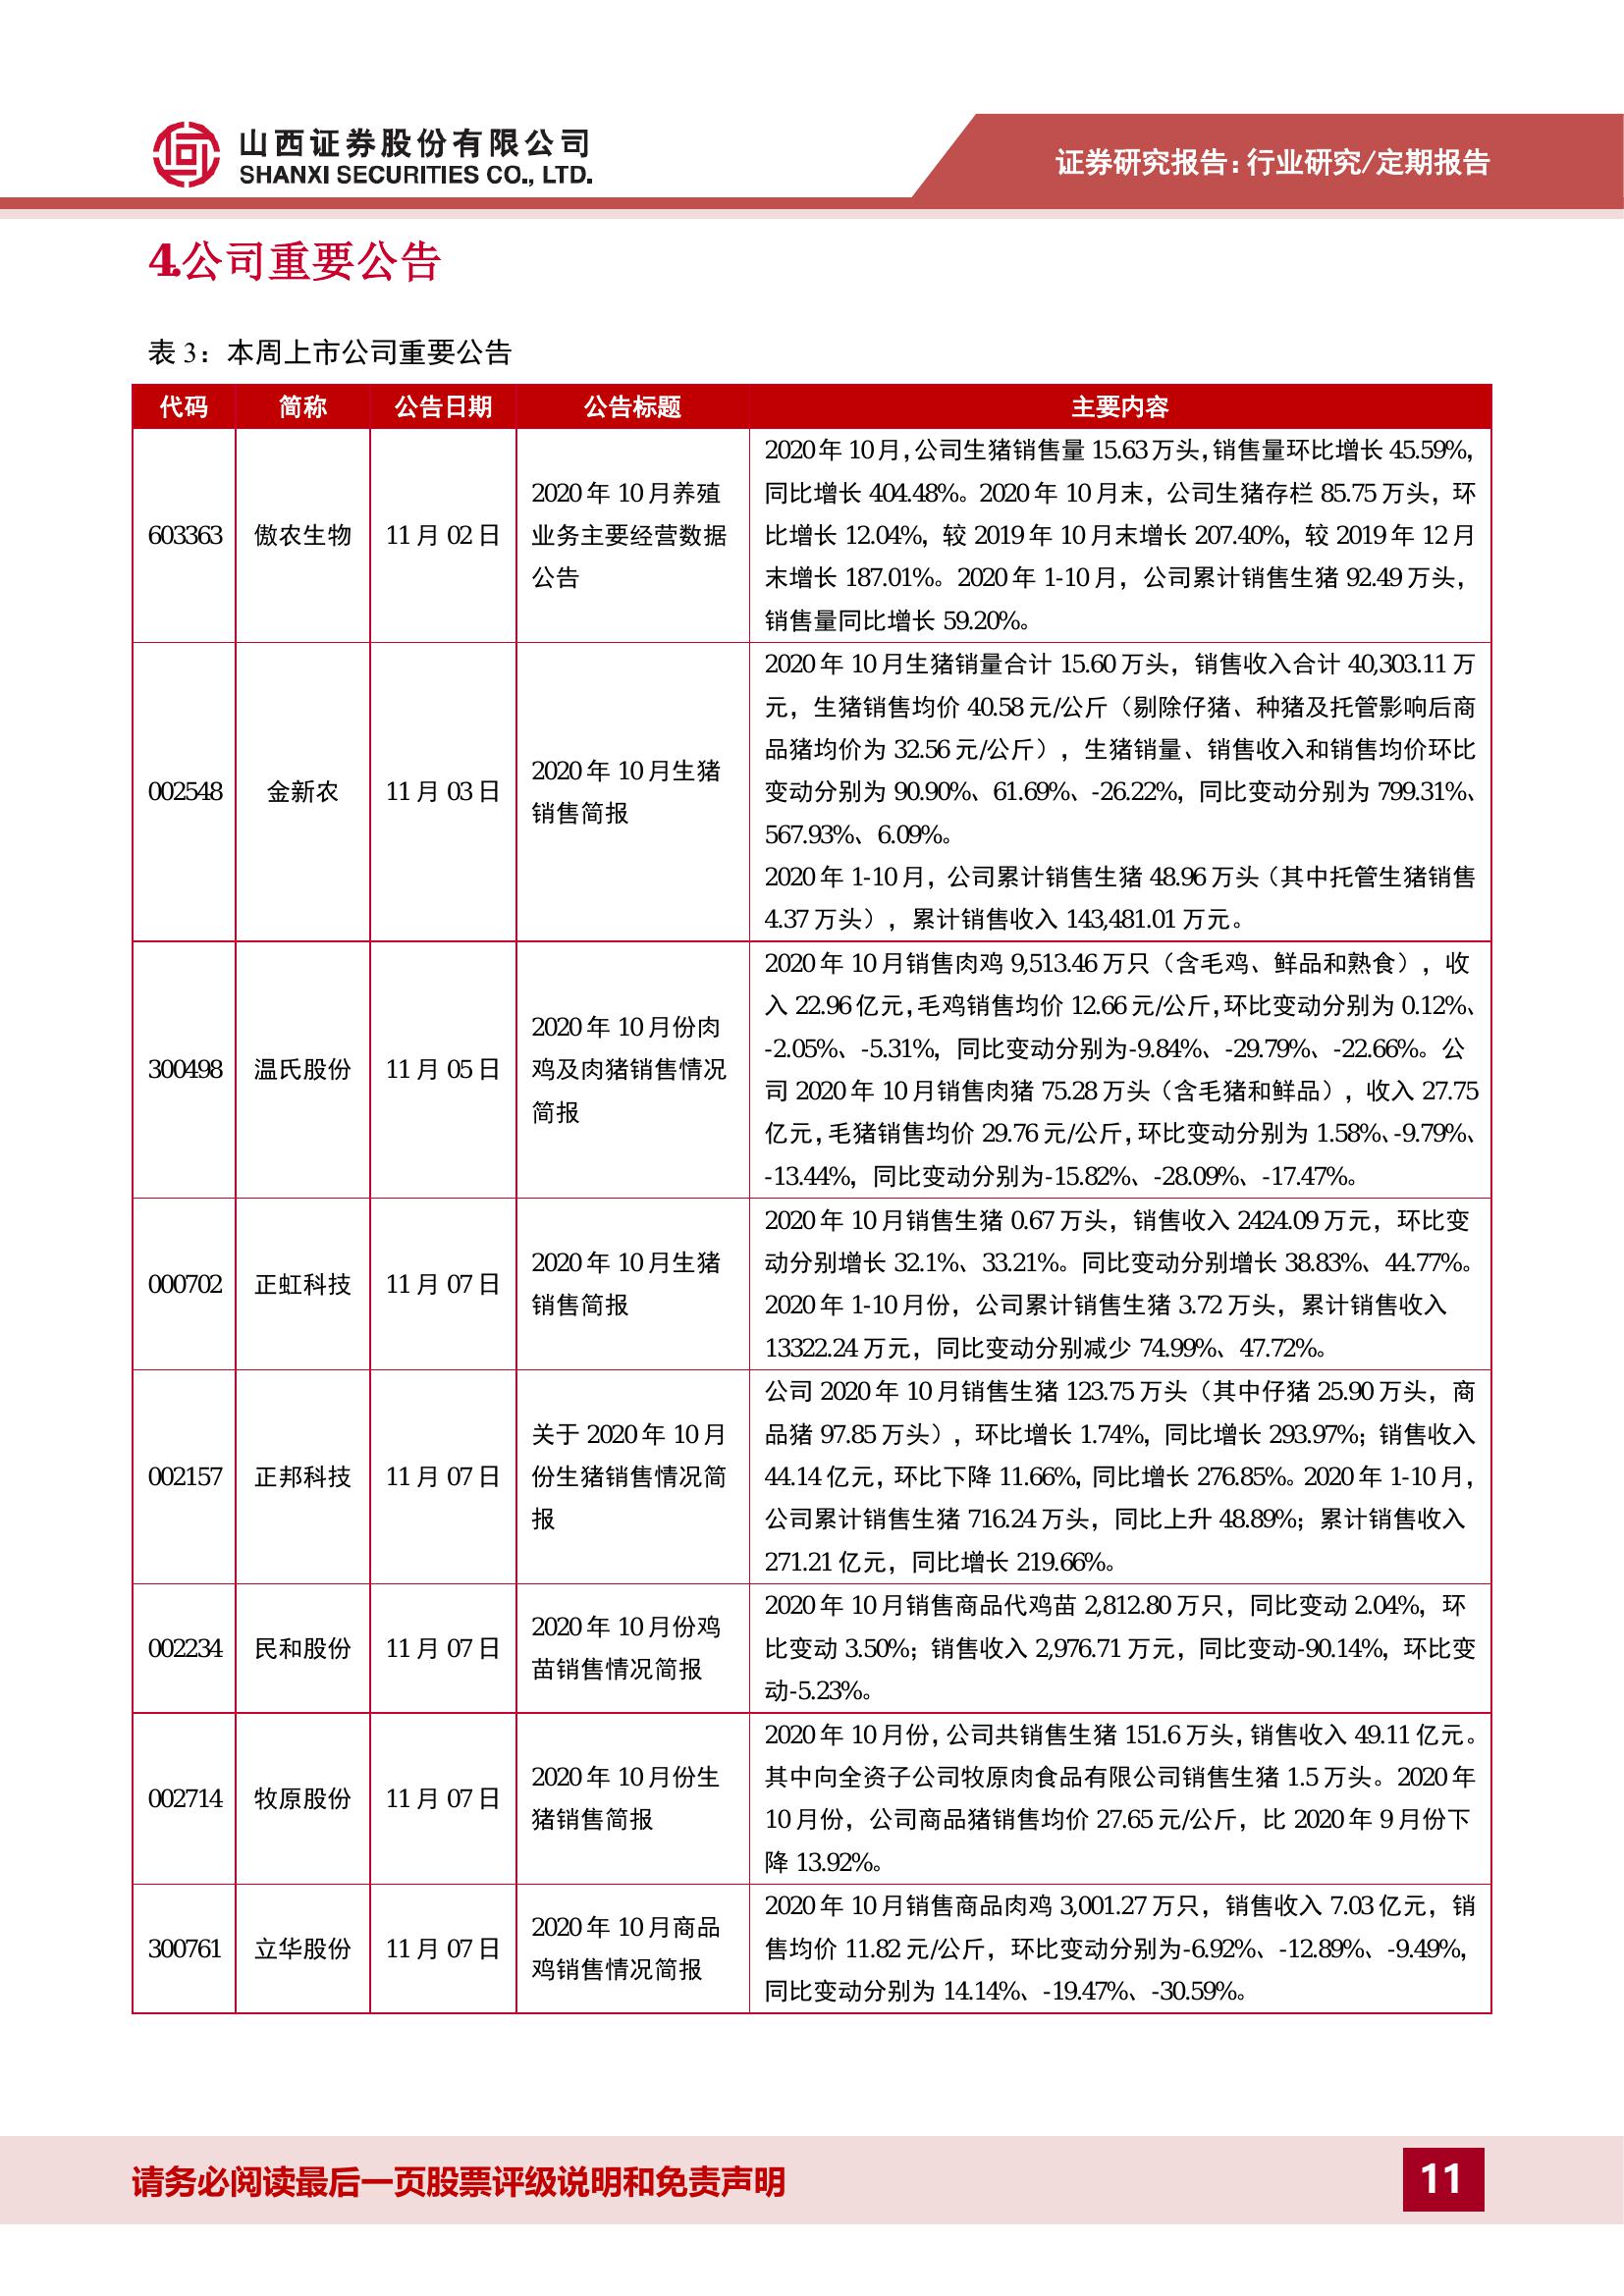 山西证券股份有限公司
SHANXI SECURITIES CO., LTD.
证券研究报告：行业研究/定期报告
4.公司重要公告
表 3：本周上市公司重要公告
代码 简称 公告日期 公告标题 主要内容
603363 傲农生物 11 月 02 日
2020 年 10 月养殖
业务主要经营数据
公告
2020 年 10 月，公司生猪销售量 15.63 万头，销售量环比增长 45.59%，
同比增长 404.48%。2020 年 10 月末，公司生猪存栏 85.75 万头，环
比增长 12.04%，较 2019 年 10 月末增长 207.40%，较 2019 年 12 月
末增长 187.01%。2020 年 1-10 月，公司累计销售生猪 92.49 万头，
销售量同比增长 59.20%。
002548 金新农 11 月 03 日
2020 年 10 月生猪
销售简报
2020 年 10 月生猪销量合计 15.60 万头，销售收入合计 40,303.11 万
元，生猪销售均价 40.58 元/公斤（剔除仔猪、种猪及托管影响后商
品猪均价为 32.56 元/公斤），生猪销量、销售收入和销售均价环比
变动分别为 90.90%、61.69%、-26.22%，同比变动分别为 799.31%、
567.93%、6.09%。
2020 年 1-10 月，公司累计销售生猪 48.96 万头（其中托管生猪销售
4.37 万头），累计销售收入 143,481.01 万元。
300498 温氏股份 11 月 05 日
2020 年 10 月份肉
鸡及肉猪销售情况
简报
2020 年 10 月销售肉鸡 9,513.46 万只（含毛鸡、鲜品和熟食），收
入 22.96 亿元，毛鸡销售均价 12.66 元/公斤，环比变动分别为 0.12%、
-2.05%、-5.31%，同比变动分别为-9.84%、-29.79%、-22.66%。公
司 2020 年 10 月销售肉猪 75.28 万头（含毛猪和鲜品），收入 27.75
亿元，毛猪销售均价 29.76 元/公斤，环比变动分别为 1.58%、-9.79%、
-13.44%，同比变动分别为-15.82%、-28.09%、-17.47%。
000702 正虹科技 11 月 07 日
2020 年 10 月生猪
销售简报
2020 年 10 月销售生猪 0.67 万头，销售收入 2424.09 万元，环比变
动分别增长 32.1%、33.21%。同比变动分别增长 38.83%、44.77%。
2020 年 1-10 月份，公司累计销售生猪 3.72 万头，累计销售收入
13322.24 万元，同比变动分别减少 74.99%、47.72%。
002157 正邦科技 11 月 07 日
关于 2020 年 10 月
份生猪销售情况简
报
公司 2020 年 10 月销售生猪 123.75 万头（其中仔猪 25.90 万头，商
品猪 97.85 万头），环比增长 1.74%，同比增长 293.97%；销售收入
44.14 亿元，环比下降 11.66%，同比增长 276.85%。2020 年 1-10 月，
公司累计销售生猪 716.24 万头，同比上升 48.89%；累计销售收入
271.21 亿元，同比增长 219.66%。
002234 民和股份 11 月 07 日
2020 年 10 月份鸡
苗销售情况简报
2020 年 10 月销售商品代鸡苗 2,812.80 万只，同比变动 2.04%，环
比变动 3.50%；销售收入 2,976.71 万元，同比变动-90.14%，环比变
动-5.23%。
002714 牧原股份 11 月 07 日
2020 年 10 月份生
猪销售简报
2020 年 10 月份，公司共销售生猪 151.6 万头，销售收入 49.11 亿元。
其中向全资子公司牧原肉食品有限公司销售生猪 1.5 万头。2020 年
10 月份，公司商品猪销售均价 27.65 元/公斤，比 2020 年 9 月份下
降 13.92%。
300761 立华股份 11 月 07 日
2020 年 10 月商品
鸡销售情况简报
2020 年 10 月销售商品肉鸡 3,001.27 万只，销售收入 7.03 亿元，销
售均价 11.82 元/公斤，环比变动分别为-6.92%、-12.89%、-9.49%，
同比变动分别为 14.14%、-19.47%、-30.59%。
请务必阅读最后一页股票评级说明和免责声明
11